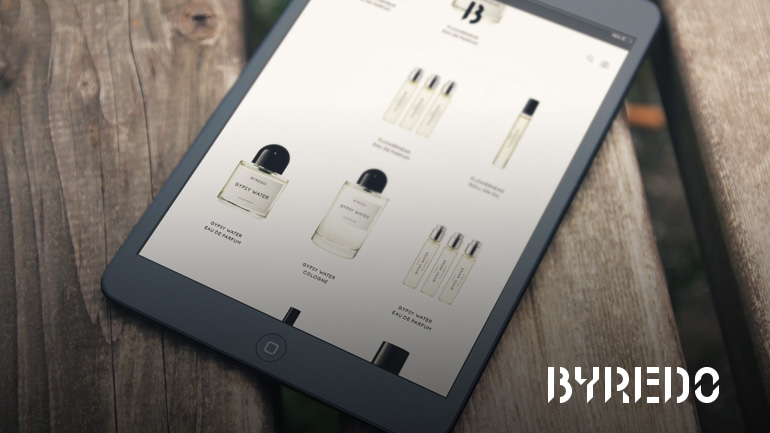 B
FLOWERHEAD
EAU DE PARFUM
FLOWERHEAD
EAU DE PARFUM
FLOWERHEAD
ROLL-ON OIL
BYREDO
GYPSY WATER
GYPSY WATER
EAU DE PARFUM
BYREDO
GYPSY WATER
GYPSY WATER
COLOGNE
GYPSY WATER
EAU DE PARFUM
BYREDO